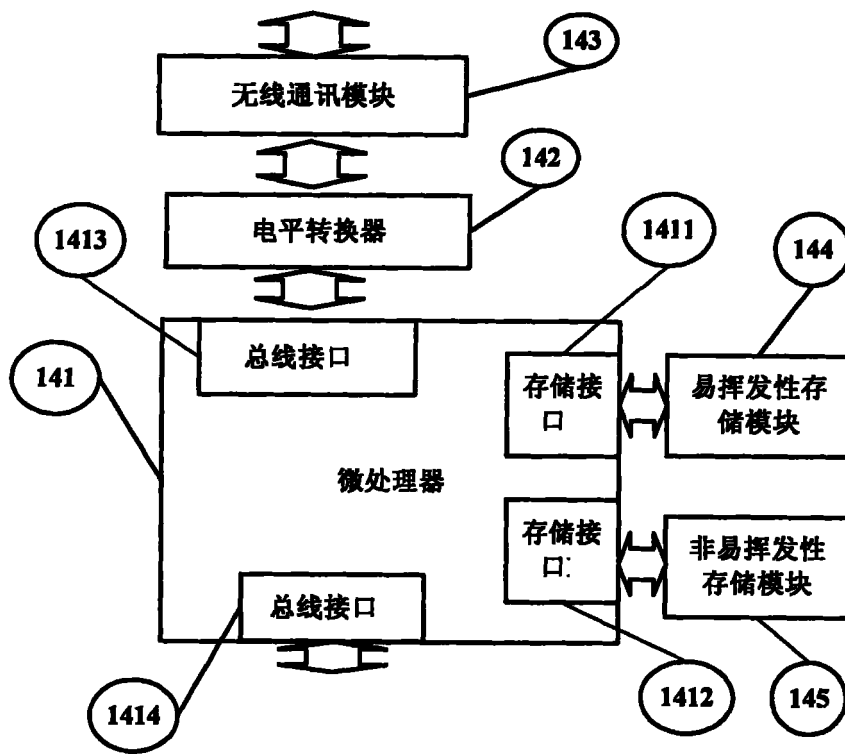 143
无线通讯模块
142
电平转换器
1413
1411
144
总线接口
141
存储接
口
易挥发性存
储模块
微处理器
存储接
口
非易挥发性
存储模块
总线接口
1414
1412
145